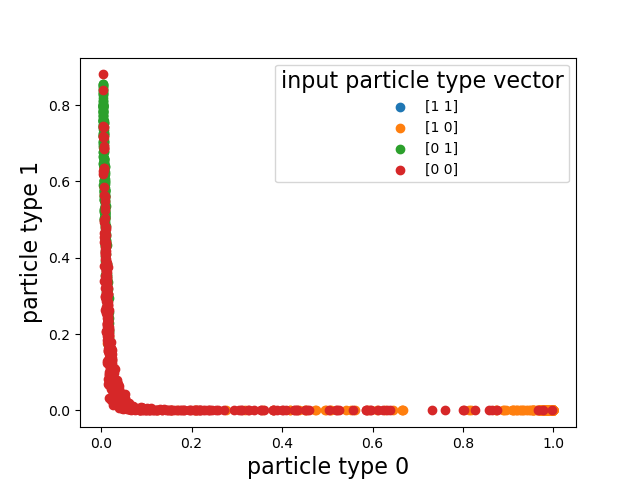 input particle type vector
[1 1]
[1 0]
[0 1]
[0 0]
0.8
0.6
0.4
0.2
0.0
particle type 1
0.0 0.2 0.4 0.6 0.8 1.0
particle type 0